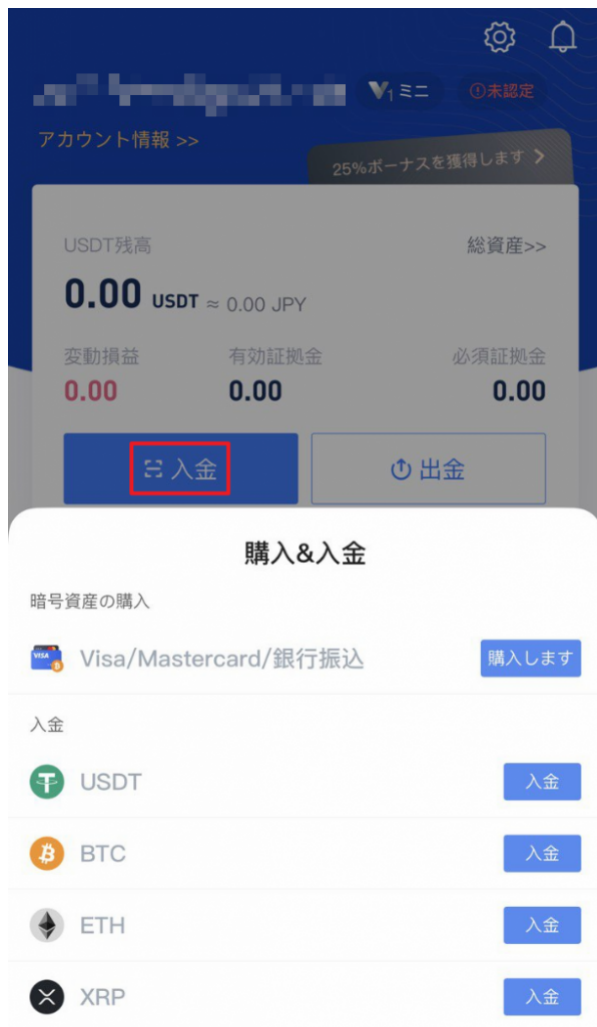 V1 ミニ 未認定
アカウント情報 >>
25%ボーナスを獲得します
USDT残高 総資産>>
0.00 USDT ≈ 0.00 JPY
変動損益 有効証拠金 必須証拠金
0.00 0.00 0.00
入金 出金
購入&入金
暗号資産の購入
VISA Visa/Mastercard/銀行振込 購入します
入金
USDT 入金
BTC 入金
ETH 入金
XRP 入金